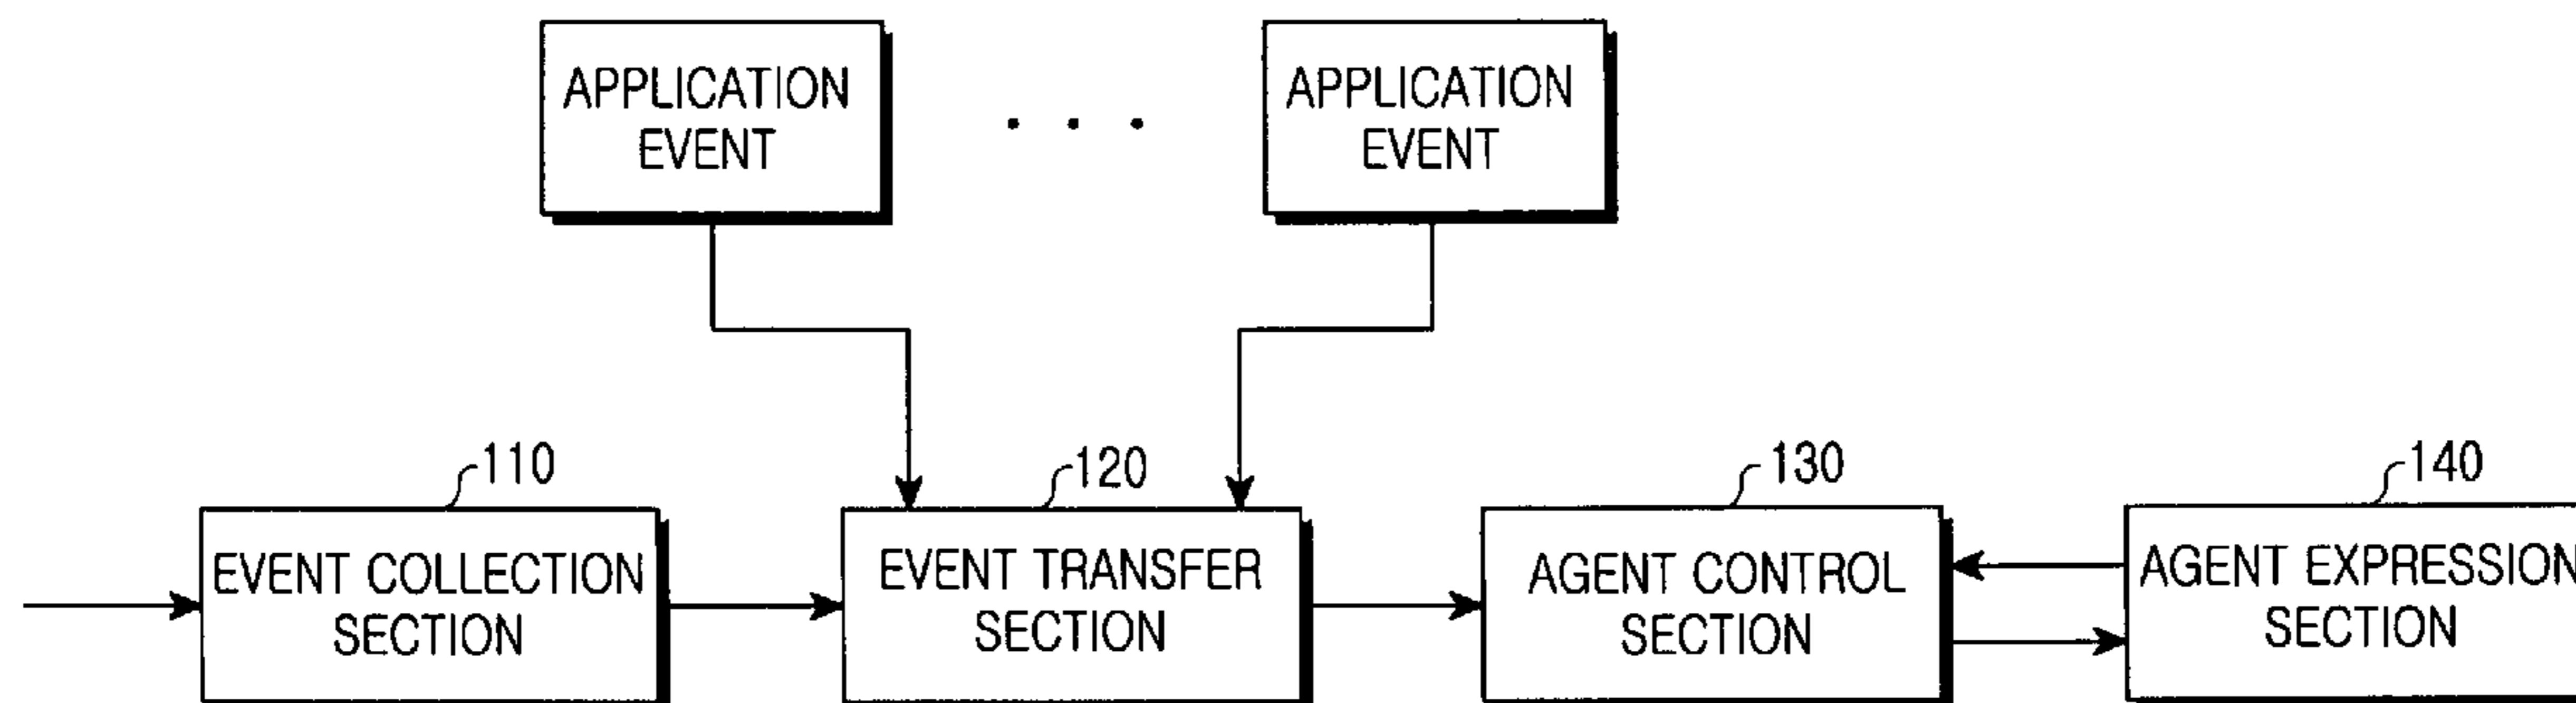 APPLICATION
EVENT
. . .
APPLICATION
EVENT
110
EVENT COLLECTION
SECTION
120
EVENT TRANSFER
SECTION
130
AGENT CONTROL
SECTION
140
AGENT EXPRESSION
SECTION